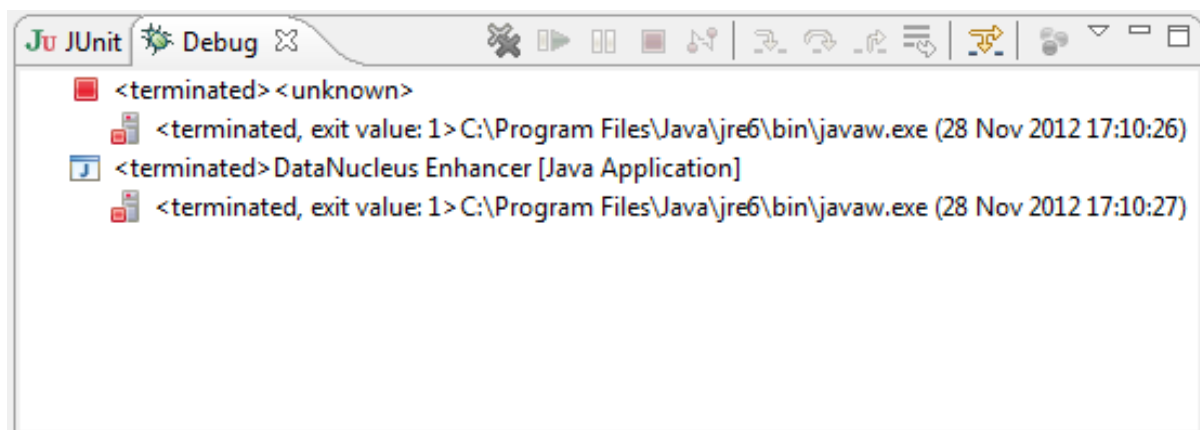 Ju JUnit Debug
<terminated><unknown>
<terminated, exit value: 1>C:\Program Files\Java\jre6\bin\javaw.exe (28 Nov 2012 17:10:26)
J <terminated>DataNucleus Enhancer [Java Application]
<terminated, exit value: 1>C:\Program Files\Java\jre6\bin\javaw.exe (28 Nov 2012 17:10:27)